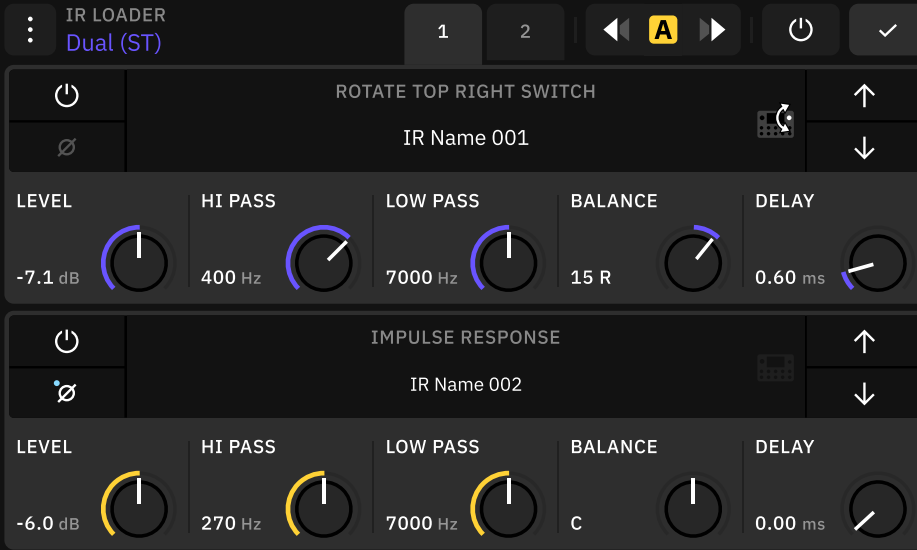 IR LOADER
Dual (ST)
1
2
A
ROTATE TOP RIGHT SWITCH
IR Name 001
LEVEL
HI PASS
LOW PASS
BALANCE
DELAY
-7.1 dB
400 Hz
7000 Hz
15 R
0.60 ms
IMPULSE RESPONSE
IR Name 002
LEVEL
HI PASS
LOW PASS
BALANCE
DELAY
-6.0 dB
270 Hz
7000 Hz
C
0.00 ms